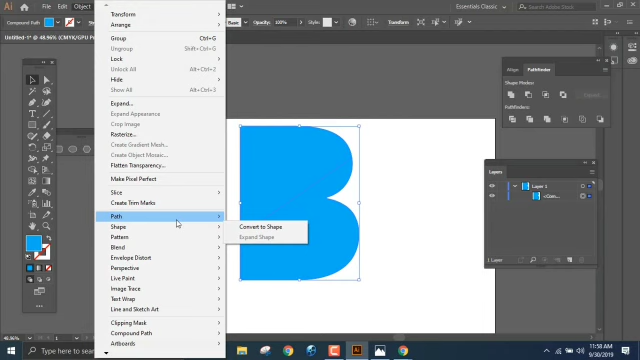 Ai
File
Edit
Object
Essentials Classic
Search Adobe Stock
Compound Path
Opacity: 100%
Style:
Transform
Untitled-1* @ 48.96% (CMYK/GPU
Transform
Arrange
Group Ctrl+G
Ungroup Shift+Ctrl+G
Lock
Unlock All Alt+Ctrl+2
Hide
Show All Alt+Ctrl+3
Expand...
Expand Appearance
Crop Image
Rasterize...
Create Gradient Mesh...
Create Object Mosaic...
Flatten Transparency...
Make Pixel Perfect
Slice
Create Trim Marks
Path
Shape
Pattern
Blend
Envelope Distort
Perspective
Live Paint
Image Trace
Text Wrap
Line and Sketch Art
Clipping Mask
Compound Path
Artboards
Convert to Shape
Expand Shape
B
Align
Pathfinder
Shape Modes:
Expand
Pathfinders:
Layers
Layer 1
<Com...
1 Layer
48.96%
1
Type here to search
11:58 AM
9/30/2019